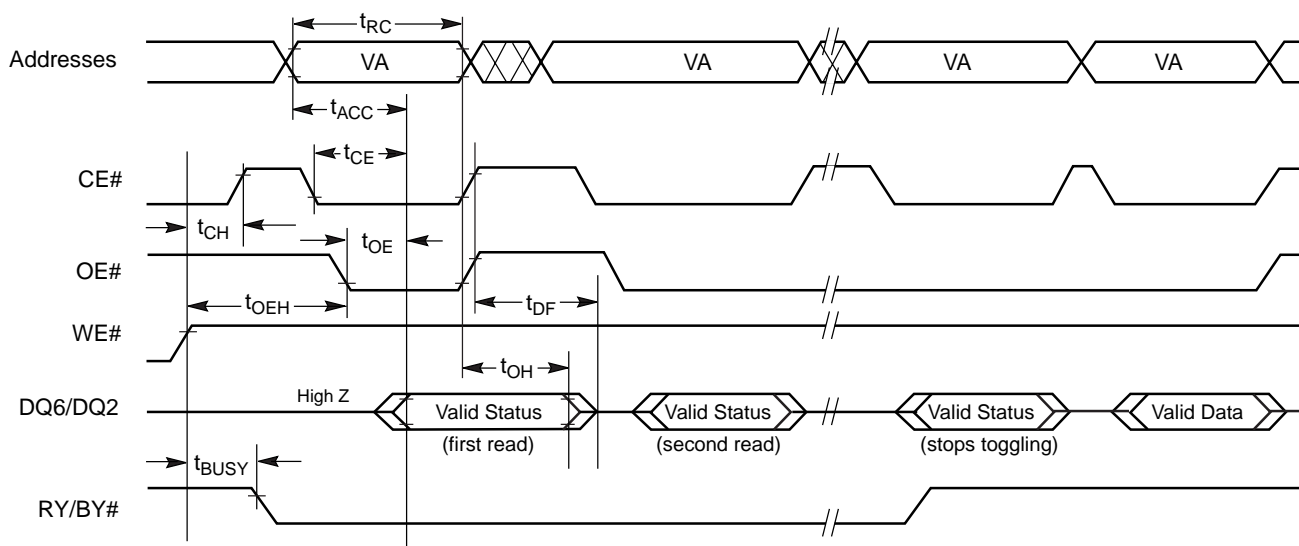 tRC
Addresses VA VA VA VA
tACC
tCE
CE#
tCH
tOE
OE#
tOEH
tDF
WE#
tOH
High Z
DQ6/DQ2 Valid Status Valid Status Valid Status Valid Data
(first read) (second read) (stops toggling)
tBUSY
RY/BY#